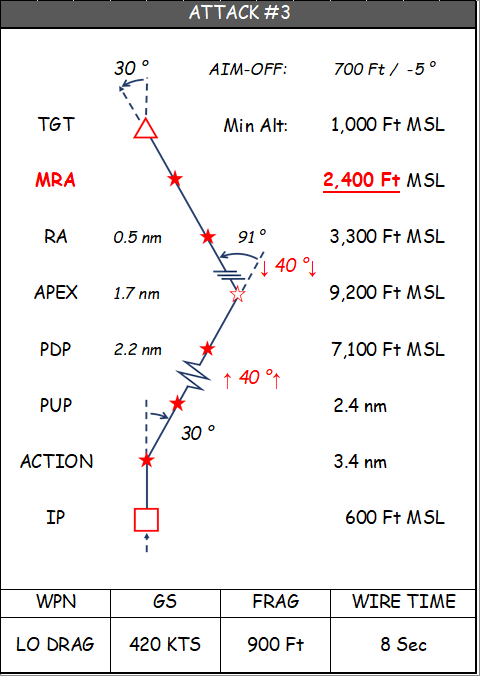 ATTACK #3
30 ° AIM-OFF: 700 Ft / -5 °
TGT Min Alt: 1,000 Ft MSL
MRA 2,400 Ft MSL
RA 0.5 nm 91° 3,300 Ft MSL
↓ 40 °↓
APEX 1.7 nm 9,200 Ft MSL
PDP 2.2 nm 7,100 Ft MSL
↑ 40 °↑
PUP 2.4 nm
30 °
ACTION 3.4 nm
IP 600 Ft MSL
WPN GS FRAG WIRE TIME
LO DRAG 420 KTS 900 Ft 8 Sec